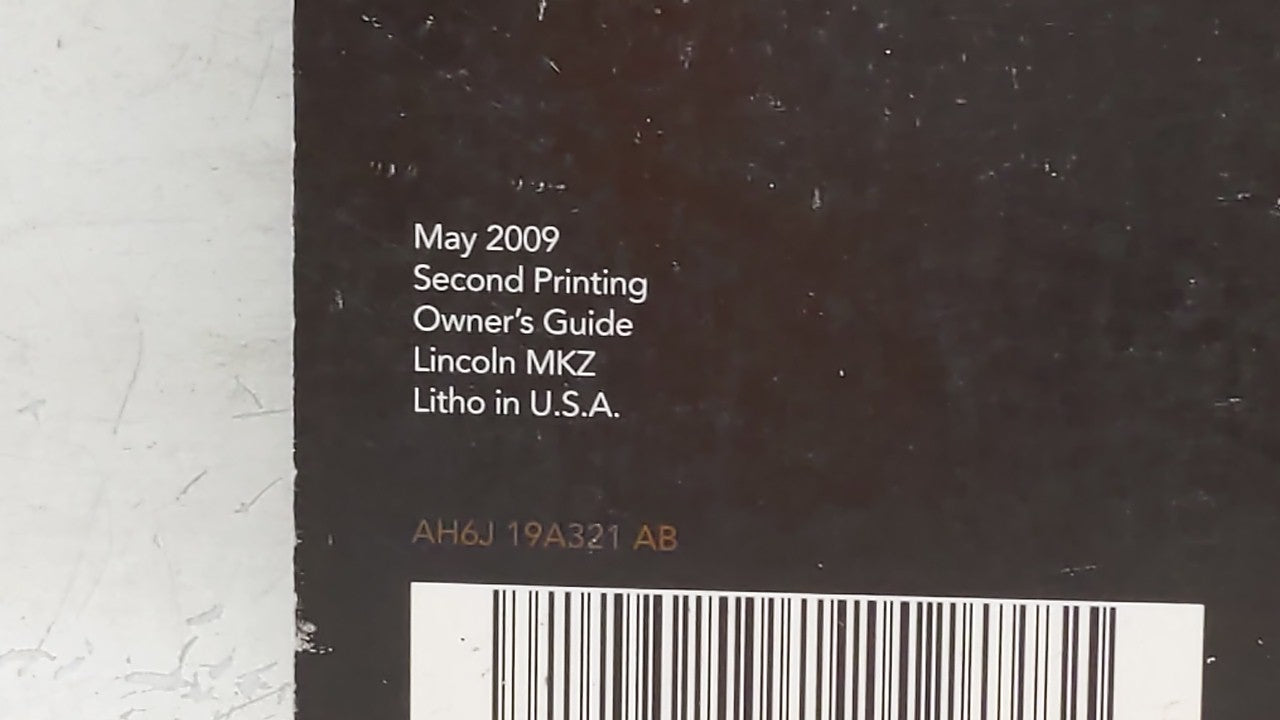 May 2009
Second Printing
Owner's Guide
Lincoln MKZ
Litho in U.S.A.
AH6J 19A321 AB